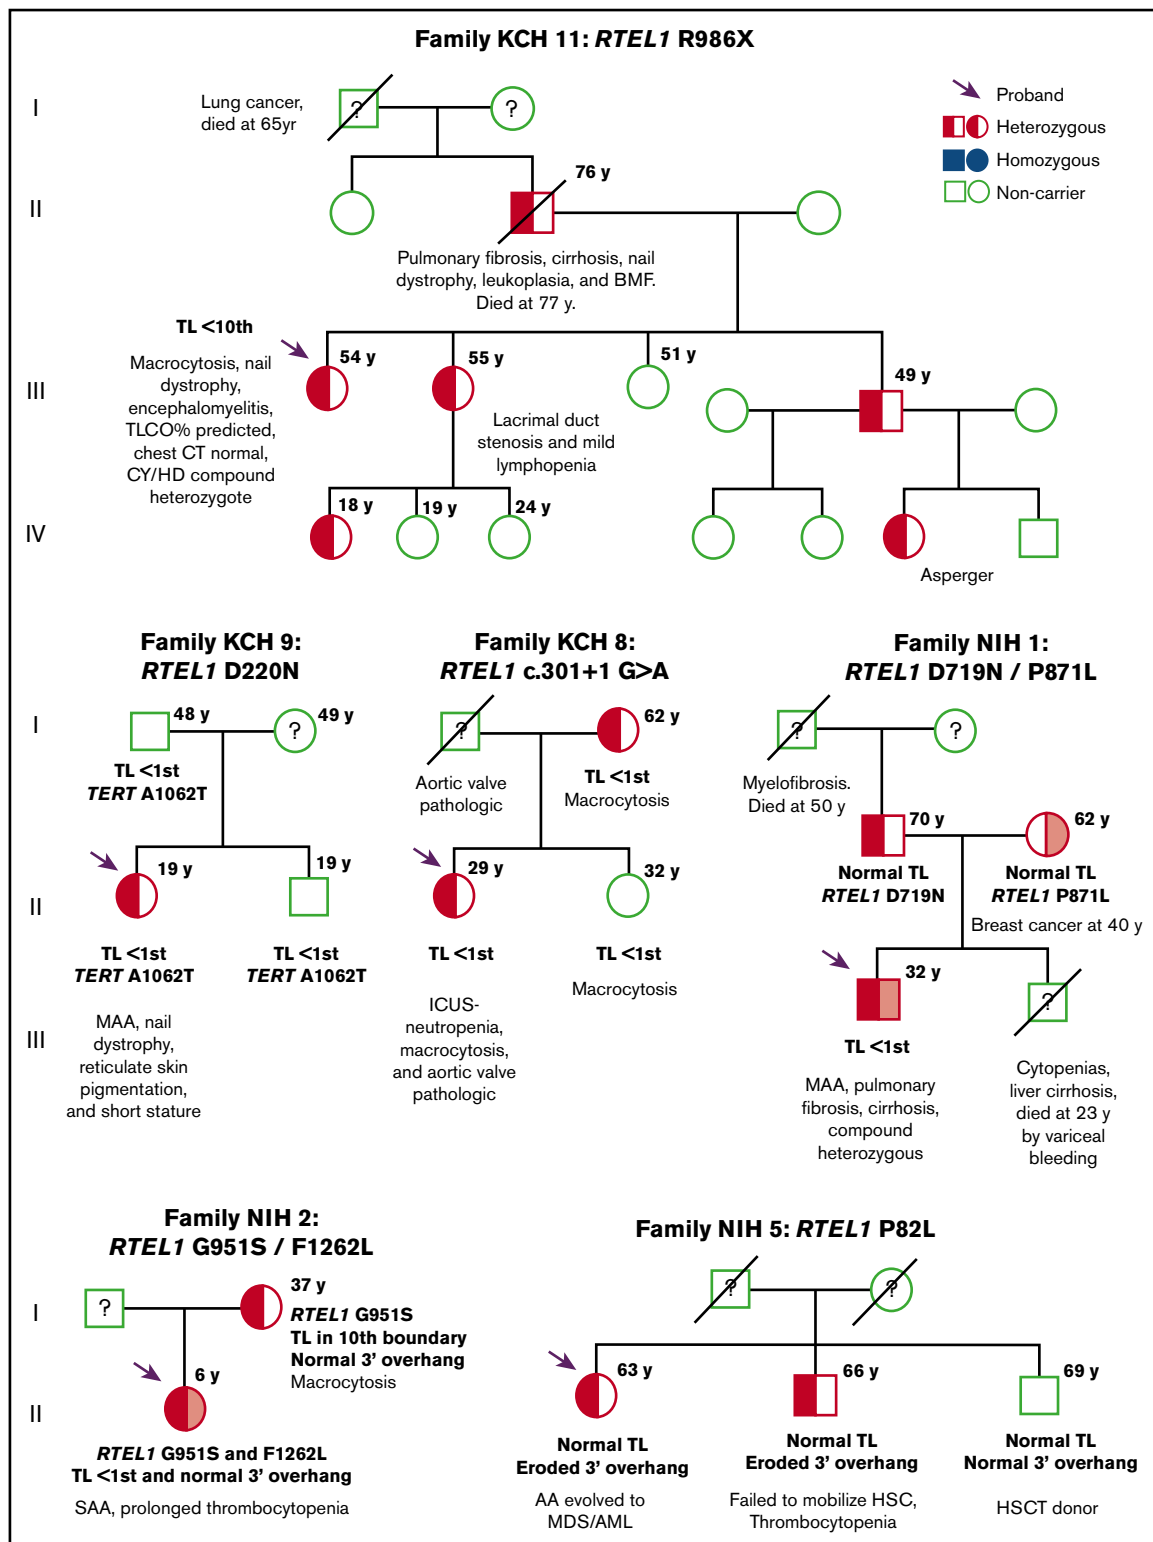 Family KCH 11: RTEL1 R986X
I
Lung cancer,
died at 65yr
?
?
Proband
Heterozygous
Homozygous
Non-carrier
II
76 y
Pulmonary fibrosis, cirrhosis, nail
dystrophy, leukoplasia, and BMF.
Died at 77 y.
III
TL <10th
Macrocytosis, nail
dystrophy,
encephalomyelitis,
TLCO% predicted,
chest CT normal,
CY/HD compound
heterozygote
54 y
55 y
51 y
49 y
Lacrimal duct
stenosis and mild
lymphopenia
IV
18 y
19 y
24 y
Asperger
Family KCH 9:
RTEL1 D220N
I
48 y
?
49 y
TL <1st
TERT A1062T
II
19 y
19 y
TL <1st
TERT A1062T
TL <1st
TERT A1062T
III
MAA, nail
dystrophy,
reticulate skin
pigmentation,
and short stature
Family KCH 8:
RTEL1 c.301+1 G>A
?
62 y
Aortic valve
pathologic
TL <1st
Macrocytosis
29 y
32 y
TL <1st
TL <1st
Macrocytosis
ICUS-
neutropenia,
macrocytosis,
and aortic valve
pathologic
Family NIH 1:
RTEL1 D719N / P871L
?
?
Myelofibrosis.
Died at 50 y
70 y
62 y
Normal TL
RTEL1 D719N
Normal TL
RTEL1 P871L
Breast cancer at 40 y
32 y
?
TL <1st
MAA, pulmonary
fibrosis, cirrhosis,
compound
heterozygous
Cytopenias,
liver cirrhosis,
died at 23 y
by variceal
bleeding
Family NIH 2:
RTEL1 G951S / F1262L
I
?
37 y
RTEL1 G951S
TL in 10th boundary
Normal 3' overhang
Macrocytosis
II
6 y
RTEL1 G951S and F1262L
TL <1st and normal 3' overhang
SAA, prolonged thrombocytopenia
Family NIH 5: RTEL1 P82L
?
?
63 y
66 y
69 y
Normal TL
Eroded 3' overhang
Normal TL
Eroded 3' overhang
Normal TL
Normal 3' overhang
AA evolved to
MDS/AML
Failed to mobilize HSC,
Thrombocytopenia
HSCT donor